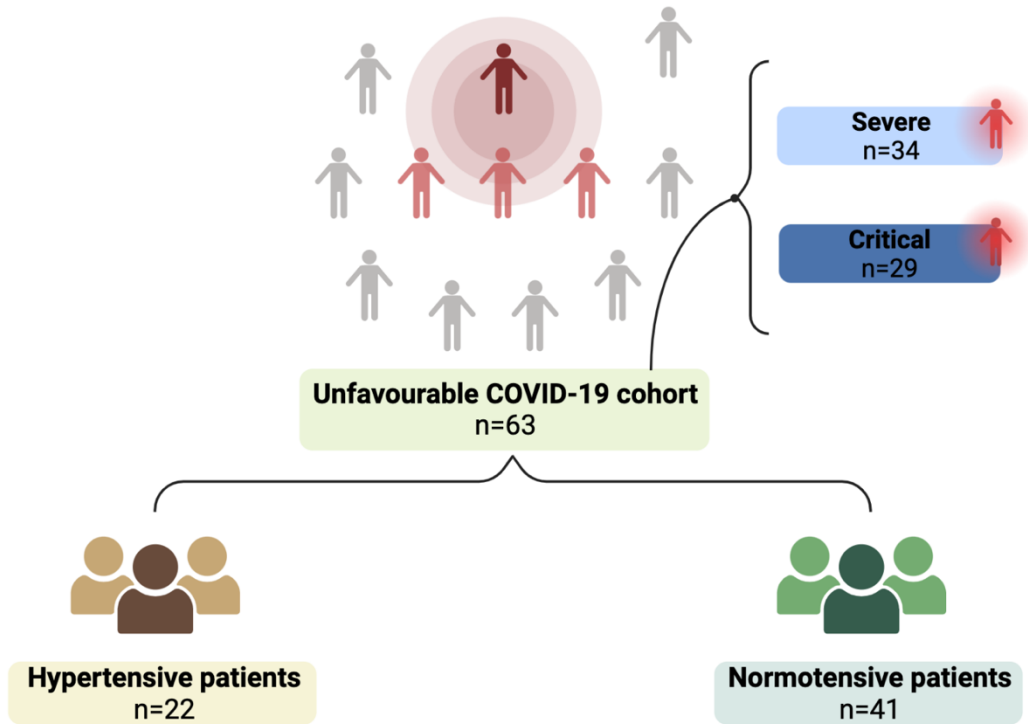 Severe
n=34
Critical
n=29
Unfavourable COVID-19 cohort
n=63
Hypertensive patients
n=22
Normotensive patients
n=41